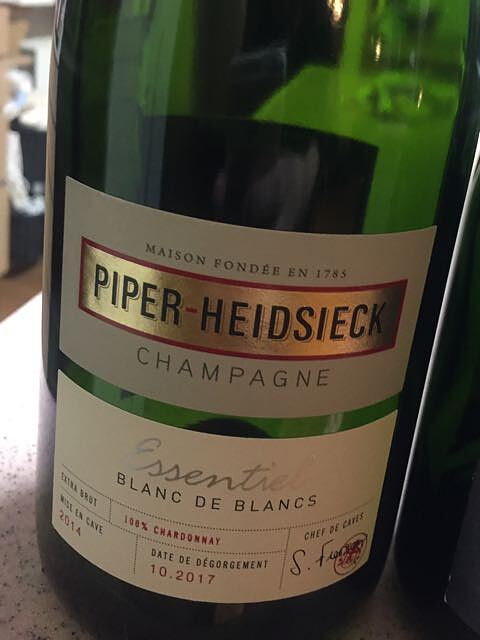 MAISON FONDÉE EN 1785
PIPER-HEIDSIECK
CHAMPAGNE
Essentiel
BLANC DE BLANCS
EXTRA BRUT
100% CHARDONNAY
MISE EN CAVE
2014
DATE DE DÉGORGEMENT
10.2017
CHEF DE CAVES